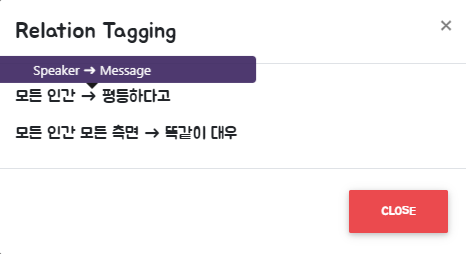 Relation Tagging
×
Speaker → Message
모든 인간 → 평등하다고
모든 인간 모든 측면 → 똑같이 대우
CLOSE